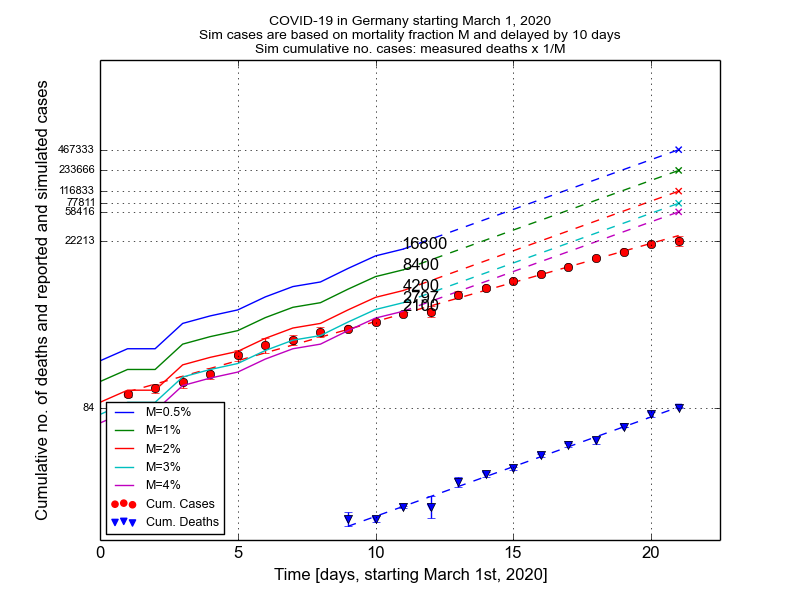 COVID-19 in Germany starting March 1, 2020
Sim cases are based on mortality fraction M and delayed by 10 days
Sim cumulative no. cases: measured deaths x 1/M
Cumulative no. of deaths and reported and simulated cases
467333
233666
116833
77811
58416
22213
84
16800
8400
4200
2797
2100
M=0.5%
M=1%
M=2%
M=3%
M=4%
Cum. Cases
Cum. Deaths
0 5 10 15 20
Time [days, starting March 1st, 2020]